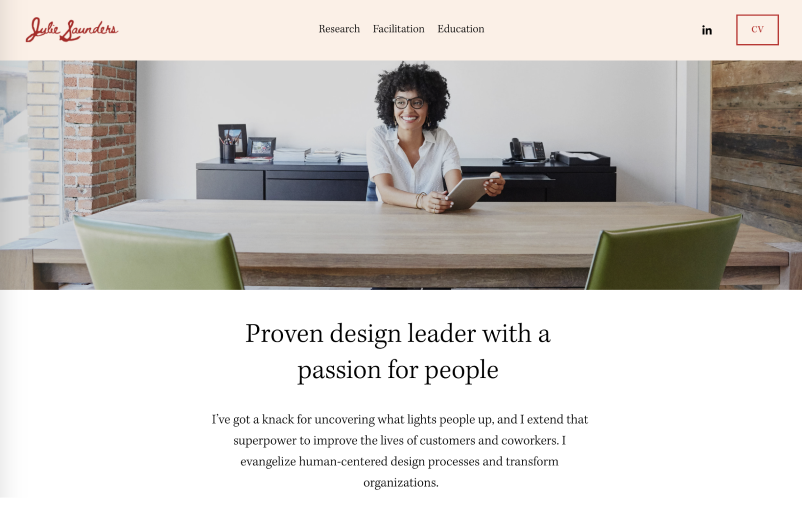 Julie Saunders
Research Facilitation Education
in
CV
Proven design leader with a
passion for people
I've got a knack for uncovering what lights people up, and I extend that
superpower to improve the lives of customers and coworkers. I
evangelize human-centered design processes and transform
organizations.